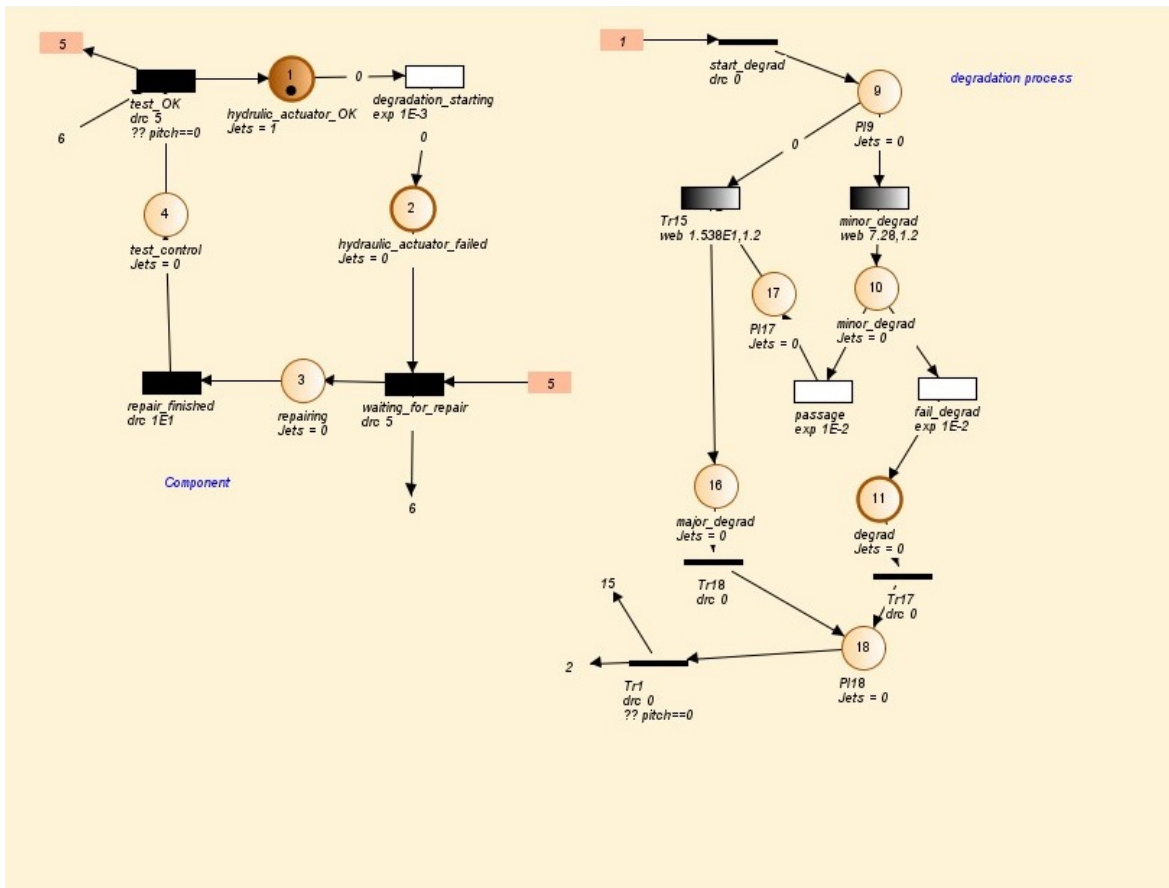 5
test_OK
drc 5
?? pitch==0
6
1
hydrulic_actuator_OK
Jets = 1
0
degradation_starting
exp 1E-3
0
2
hydraulic_actuator_failed
Jets = 0
4
test_control
Jets = 0
repair_finished
drc 1E1
3
repairing
Jets = 0
waiting_for_repair
drc 5
5
6
Component
1
start_degrad
drc 0
degradation process
9
Pl9
Jets = 0
0
Tr15
web 1.538E1,1.2
minor_degrad
web 7.28,1.2
17
Pl17
Jets = 0
10
minor_degrad
Jets = 0
passage
exp 1E-2
fail_degrad
exp 1E-2
16
major_degrad
Jets = 0
11
degrad
Jets = 0
Tr18
drc 0
Tr17
drc 0
15
18
Pl18
Jets = 0
2
Tr1
drc 0
?? pitch==0